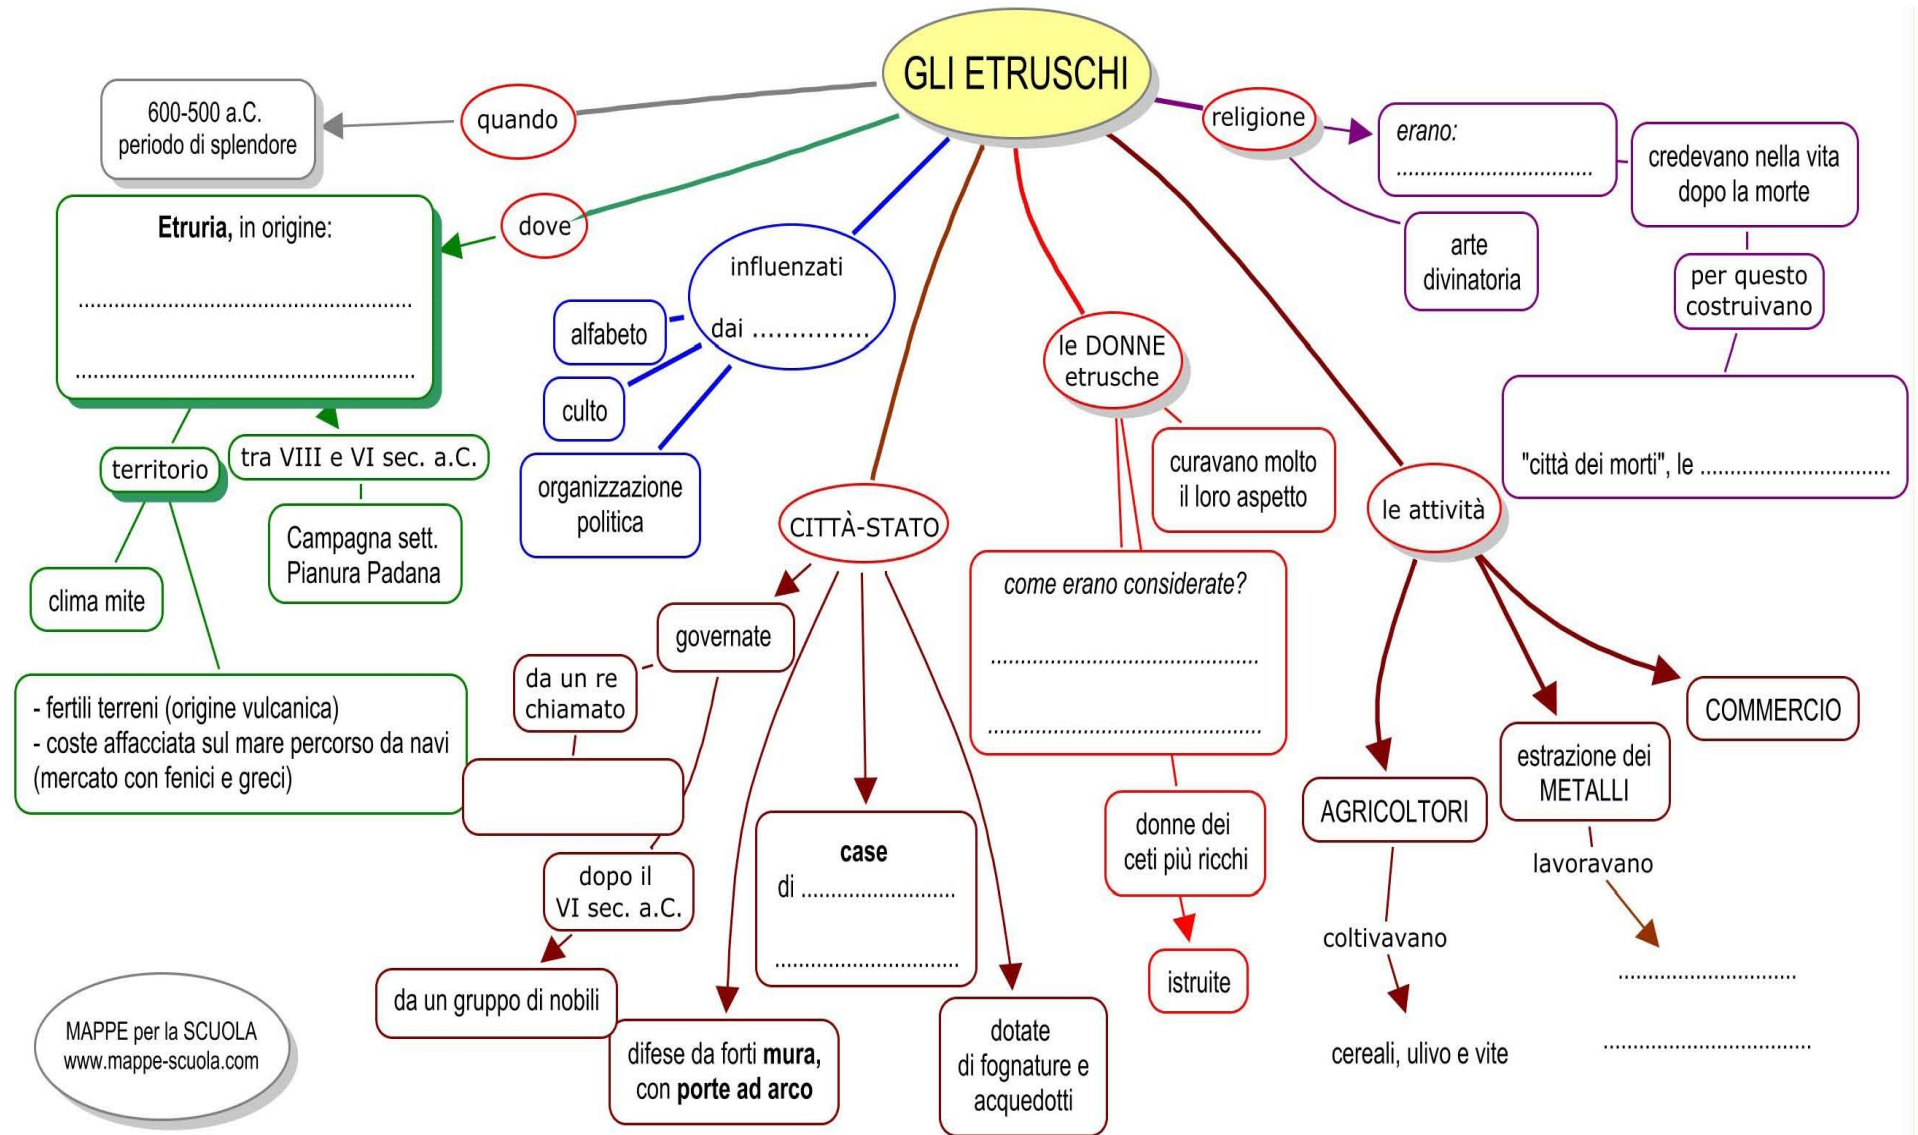 GLI ETRUSCHI
quando
600-500 a.C.
periodo di splendore
dove
Etruria, in origine:
........................................................
.........................................................
territorio
clima mite
- fertili terreni (origine vulcanica)
- coste affacciata sul mare percorso da navi
(mercato con fenici e greci)
tra VIII e VI sec. a.C.
Campagna sett.
Pianura Padana
influenzati
dai ...............
alfabeto
culto
organizzazione
politica
CITTÀ-STATO
governate
da un re
chiamato
dopo il
VI sec. a.C.
da un gruppo di nobili
difese da forti mura,
con porte ad arco
case
di ..........................
...............................
dotate
di fognature e
acquedotti
le DONNE
etrusche
curavano molto
il loro aspetto
come erano considerate?
.............................................
..............................................
donne dei
ceti più ricchi
istruite
le attività
AGRICOLTORI
coltivavano
cereali, ulivo e vite
estrazione dei
METALLI
lavoravano
..............................
...................................
COMMERCIO
religione
erano:
.................................
arte
divinatoria
credevano nella vita
dopo la morte
per questo
costruivano
"città dei morti", le ................................
MAPPE per la SCUOLA
www.mappe-scuola.com